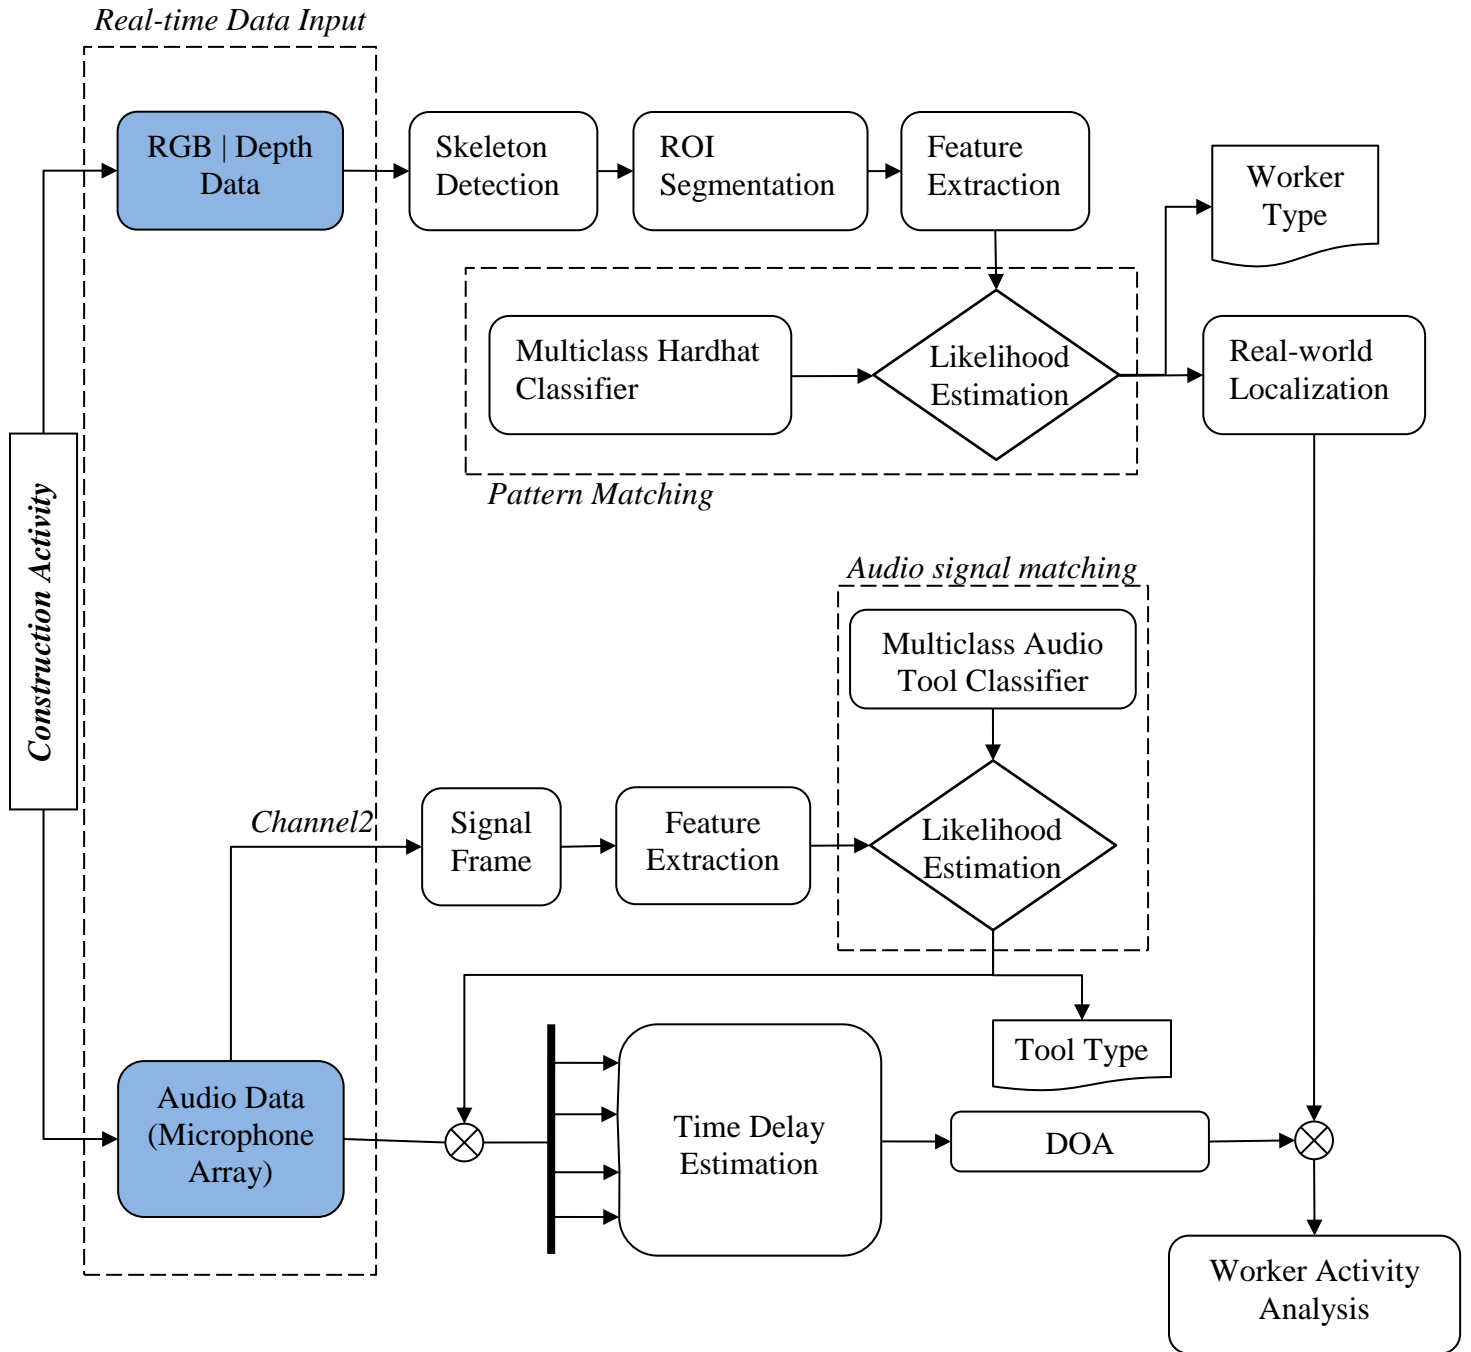 Real-time Data Input
RGB | Depth
Data
Skeleton
Detection
ROI
Segmentation
Feature
Extraction
Worker
Type
Multiclass Hardhat
Classifier
Likelihood
Estimation
Real-world
Localization
Pattern Matching
Construction Activity
Audio signal matching
Multiclass Audio
Tool Classifier
Channel2
Signal
Frame
Feature
Extraction
Likelihood
Estimation
Tool Type
Audio Data
(Microphone
Array)
Time Delay
Estimation
DOA
Worker Activity
Analysis